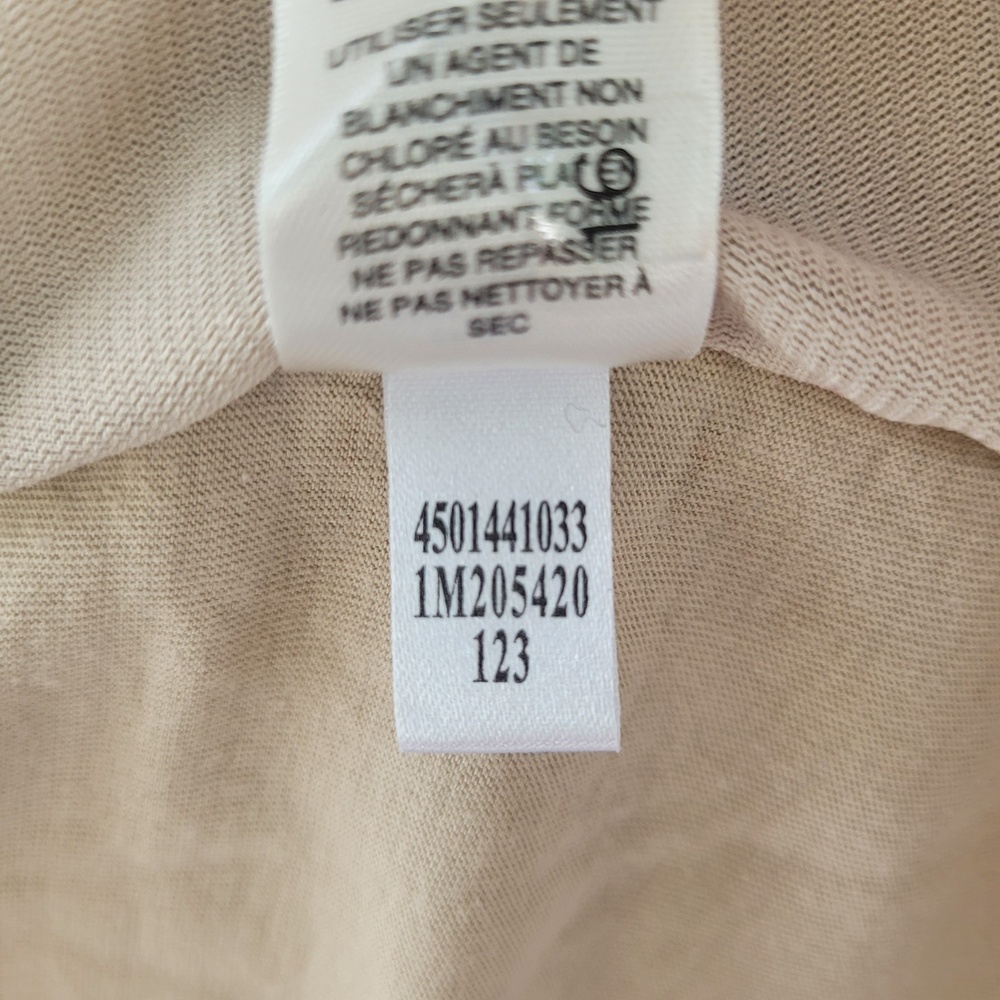 UTILISER SEULEMENT
UN AGENT DE
BLANCHIMENT NON
CHLORÉ AU BESOIN
SÉCHERÀ PLAT EN
PIEDONNANT FORME
NE PAS REPASSER
NE PAS NETTOYER À
SEC
4501441033
1M205420
123